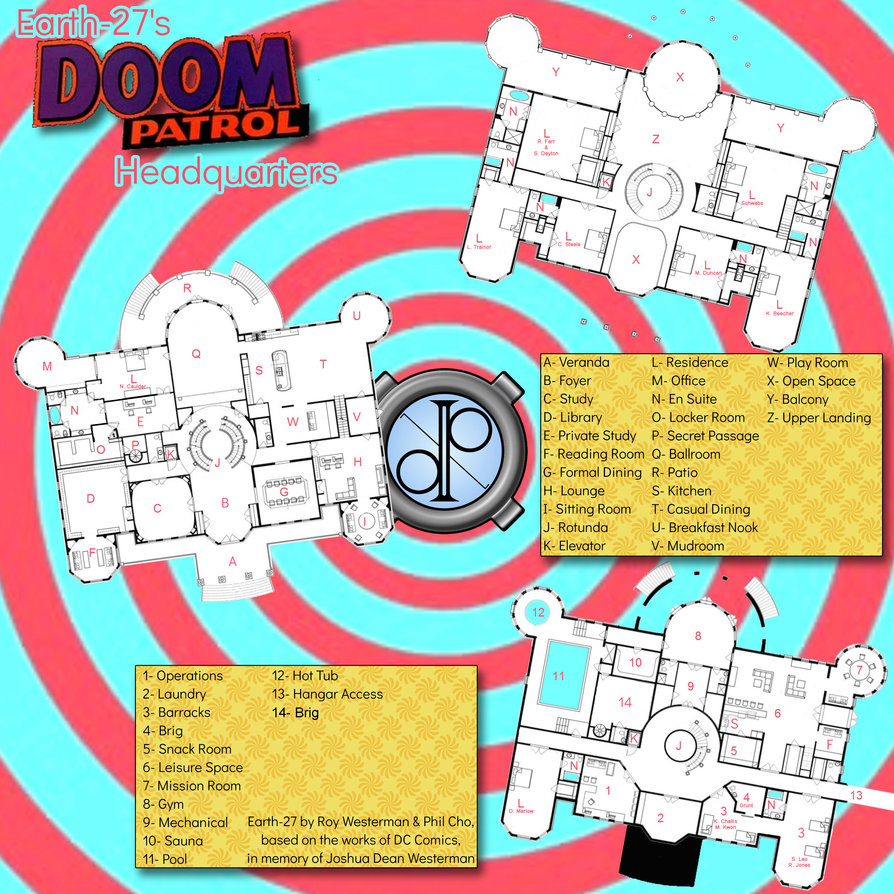 Earth-27's
DOOM
PATROL
Headquarters
X
Y
N
L
R. Farr
&
S. Dayton
Z
Y
N
K
J
L
Schwabs
N
N
L
L. Trainor
N
L
C. Steele
X
L
M. Duncan
N
N
L
K. Beecher
R
U
M
L
N. Caulder
Q
S
T
N
E
W
V
O
P
K
J
H
D
C
B
G
I
F
A
A- Veranda
B- Foyer
C- Study
D- Library
E- Private Study
F- Reading Room
G- Formal Dining
H- Lounge
I- Sitting Room
J- Rotunda
K- Elevator
L- Residence
M- Office
N- En Suite
O- Locker Room
P- Secret Passage
Q- Ballroom
R- Patio
S- Kitchen
T- Casual Dining
U- Breakfast Nook
V- Mudroom
W- Play Room
X- Open Space
Y- Balcony
Z- Upper Landing
12
8
11
10
7
9
14
6
S
K
J
5
F
N
1
L
D. Marlow
2
3
K. Challis
M. Kwon
4
Grunt
N
13
3
S. Lao
R. Jones
1- Operations
2- Laundry
3- Barracks
4- Brig
5- Snack Room
6- Leisure Space
7- Mission Room
8- Gym
9- Mechanical
10- Sauna
11- Pool
12- Hot Tub
13- Hangar Access
14- Brig
Earth-27 by Roy Westerman & Phil Cho,
based on the works of DC Comics,
in memory of Joshua Dean Westerman